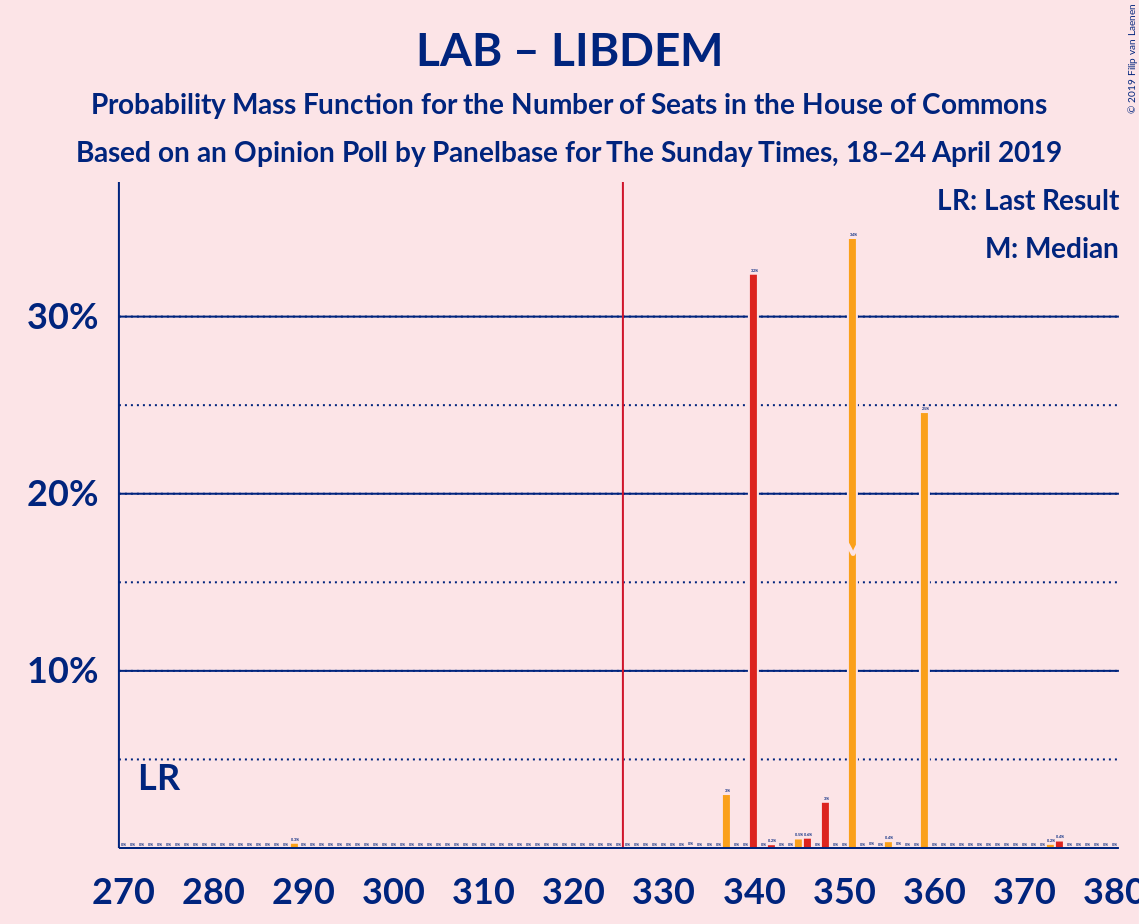 LAB – LIBDEM
Probability Mass Function for the Number of Seats in the House of Commons
Based on an Opinion Poll by Panelbase for The Sunday Times, 18–24 April 2019
© 2019 Filip van Laenen
LR: Last Result
M: Median
30%
20%
10%
LR
M
270 280 290 300 310 320 330 340 350 360 370 380